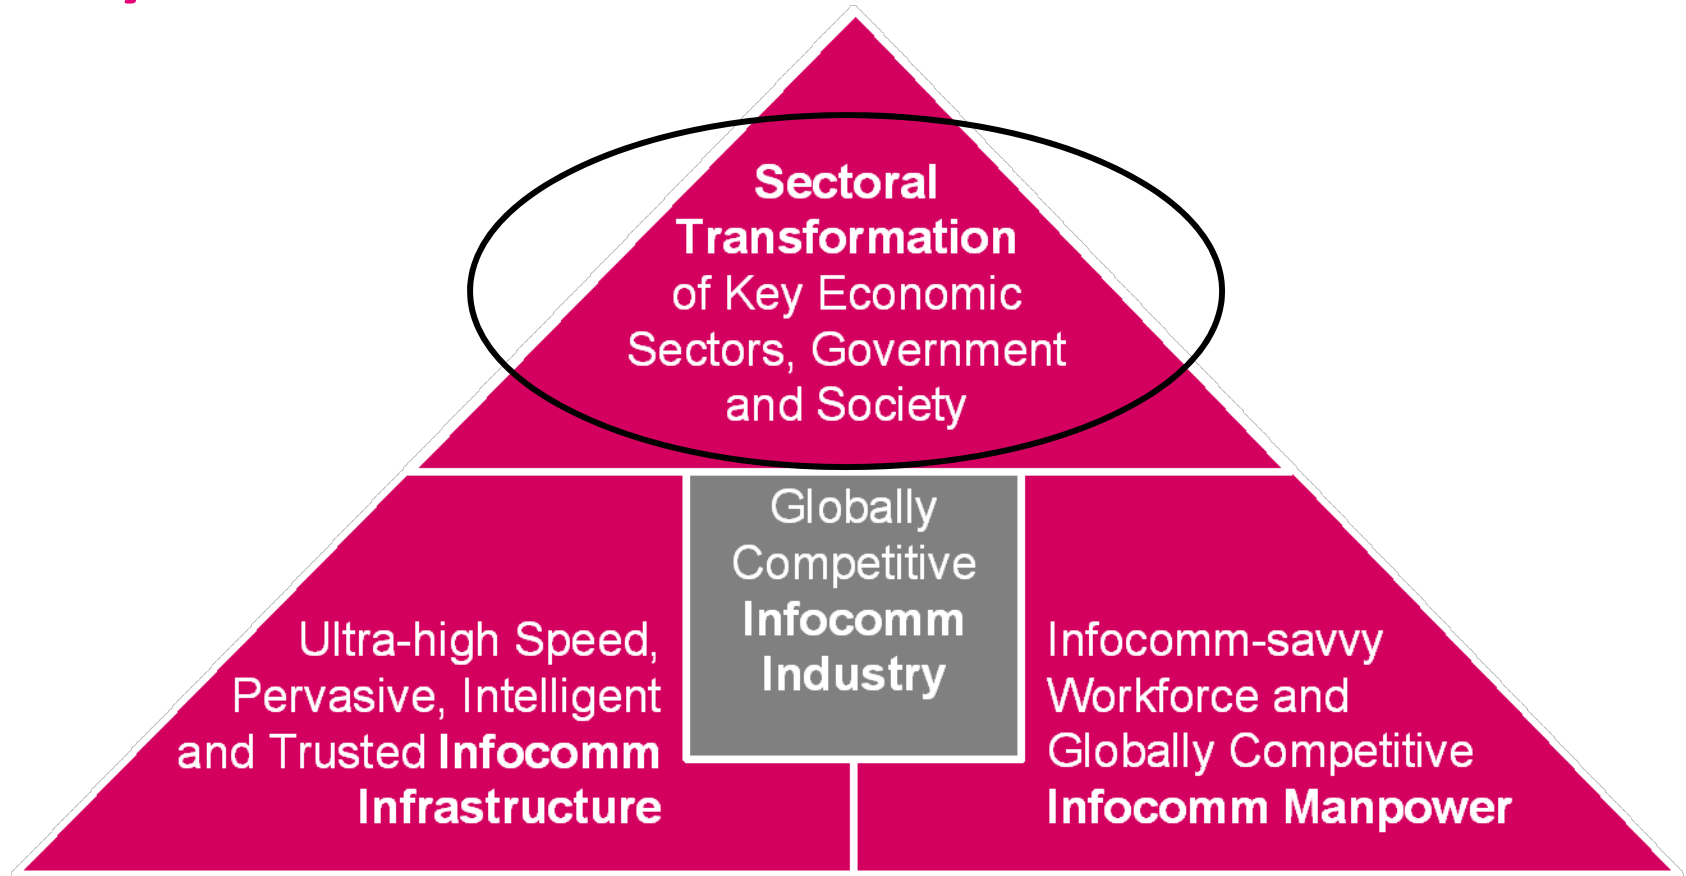 Sectoral
Transformation
of Key Economic
Sectors, Government
and Society
Globally
Competitive
Infocomm
Industry
Ultra-high Speed,
Pervasive, Intelligent
and Trusted Infocomm
Infrastructure
Infocomm-savvy
Workforce and
Globally Competitive
Infocomm Manpower